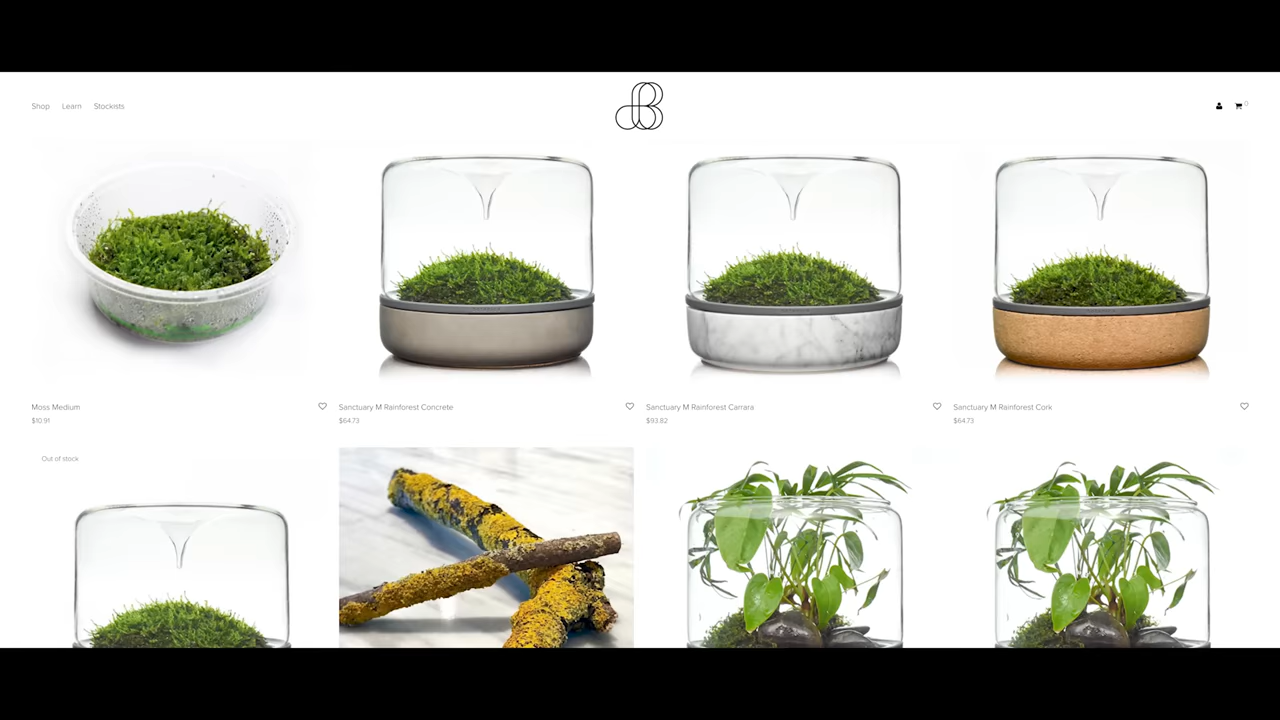 Shop Learn Stockists
0
Moss Medium
$10.91
Sanctuary M Rainforest Concrete
$64.73
Sanctuary M Rainforest Carrara
$93.82
Sanctuary M Rainforest Cork
$64.73
Out of stock